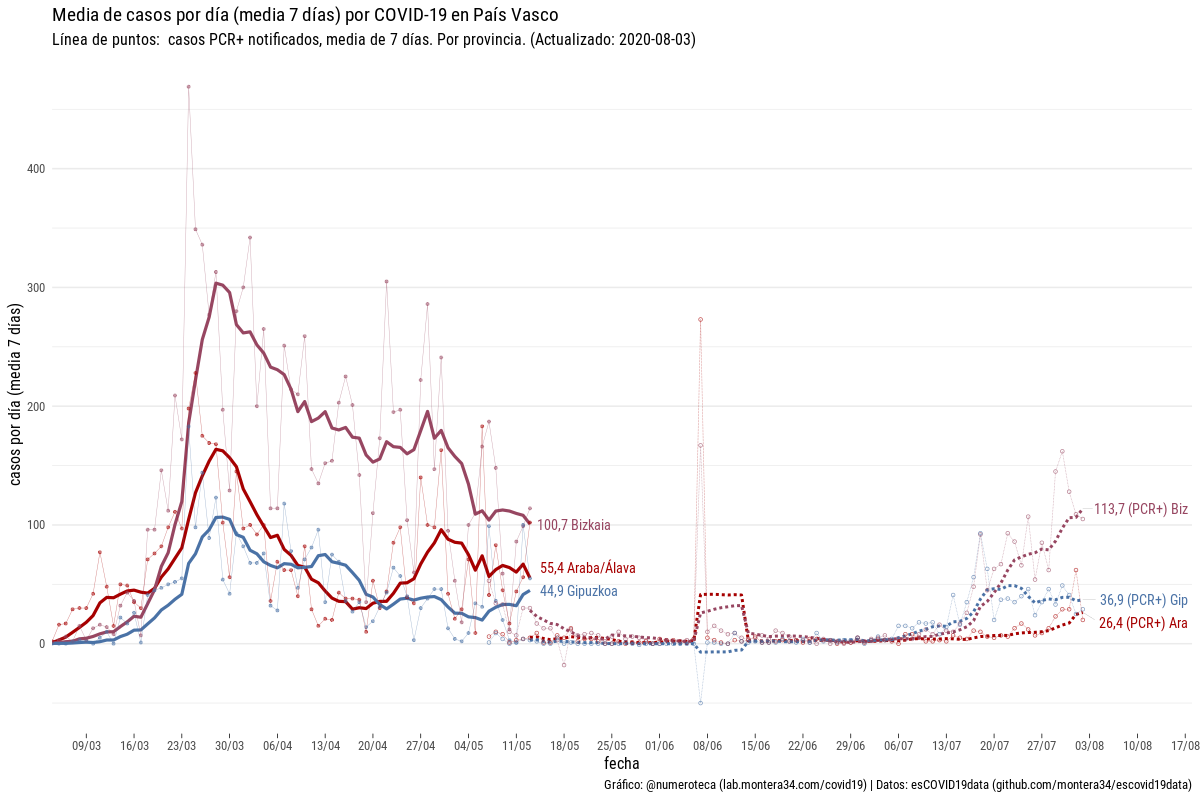 Media de casos por día (media 7 días) por COVID-19 en País Vasco
Línea de puntos:  casos PCR+ notificados, media de 7 días. Por provincia. (Actualizado: 2020-08-03)
casos por día (media 7 días)
400
300
200
100
0
100,7 Bizkaia
55,4 Araba/Álava
44,9 Gipuzkoa
113,7 (PCR+) Biz
36,9 (PCR+) Gip
26,4 (PCR+) Ara
09/03 16/03 23/03 30/03 06/04 13/04 20/04 27/04 04/05 11/05 18/05 25/05 01/06 08/06 15/06 22/06 29/06 06/07 13/07 20/07 27/07 03/08 10/08 17/08
fecha
Gráfico: @numeroteca (lab.montera34.com/covid19) | Datos: esCOVID19data (github.com/montera34/escovid19data)